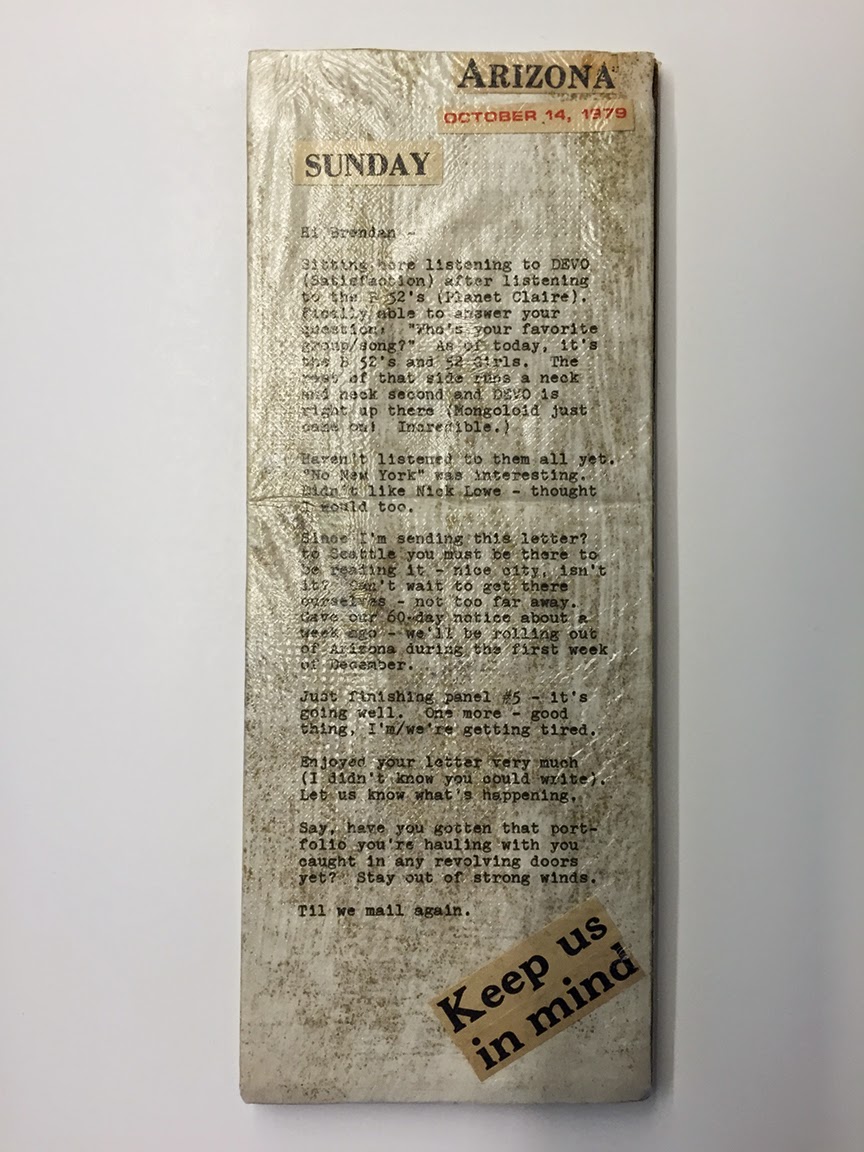 ARIZONA
OCTOBER 14, 1979
SUNDAY
Hi Brendan -
Sitting here listening to DEVO
(Satisfaction) after listening
to the B 52's (Planet Claire).
Finally able to answer your
question: "Who's your favorite
group/song?" As of today, it's
the B 52's and 52 Girls. The
rest of that side runs a neck
and neck second and DEVO is
right up there (Mongoloid just
came on! Incredible.)
Haven't listened to them all yet.
"No New York" was interesting.
Didn't like Nick Lowe - thought
I would too.
Since I'm sending this letter?
to Seattle you must be there to
be reading it - nice city, isn't
it? Can't wait to get there
ourselves - not too far away.
Gave our 60-day notice about a
week ago - we'll be rolling out
of Arizona during the first week
of December.
Just finishing panel #5 - it's
going well. One more - good
thing, I'm/we're getting tired.
Enjoyed your letter very much
(I didn't know you could write).
Let us know what's happening.
Say, have you gotten that port-
folio you're hauling with you
caught in any revolving doors
yet? Stay out of strong winds.
Til we mail again.
Keep us
in mind